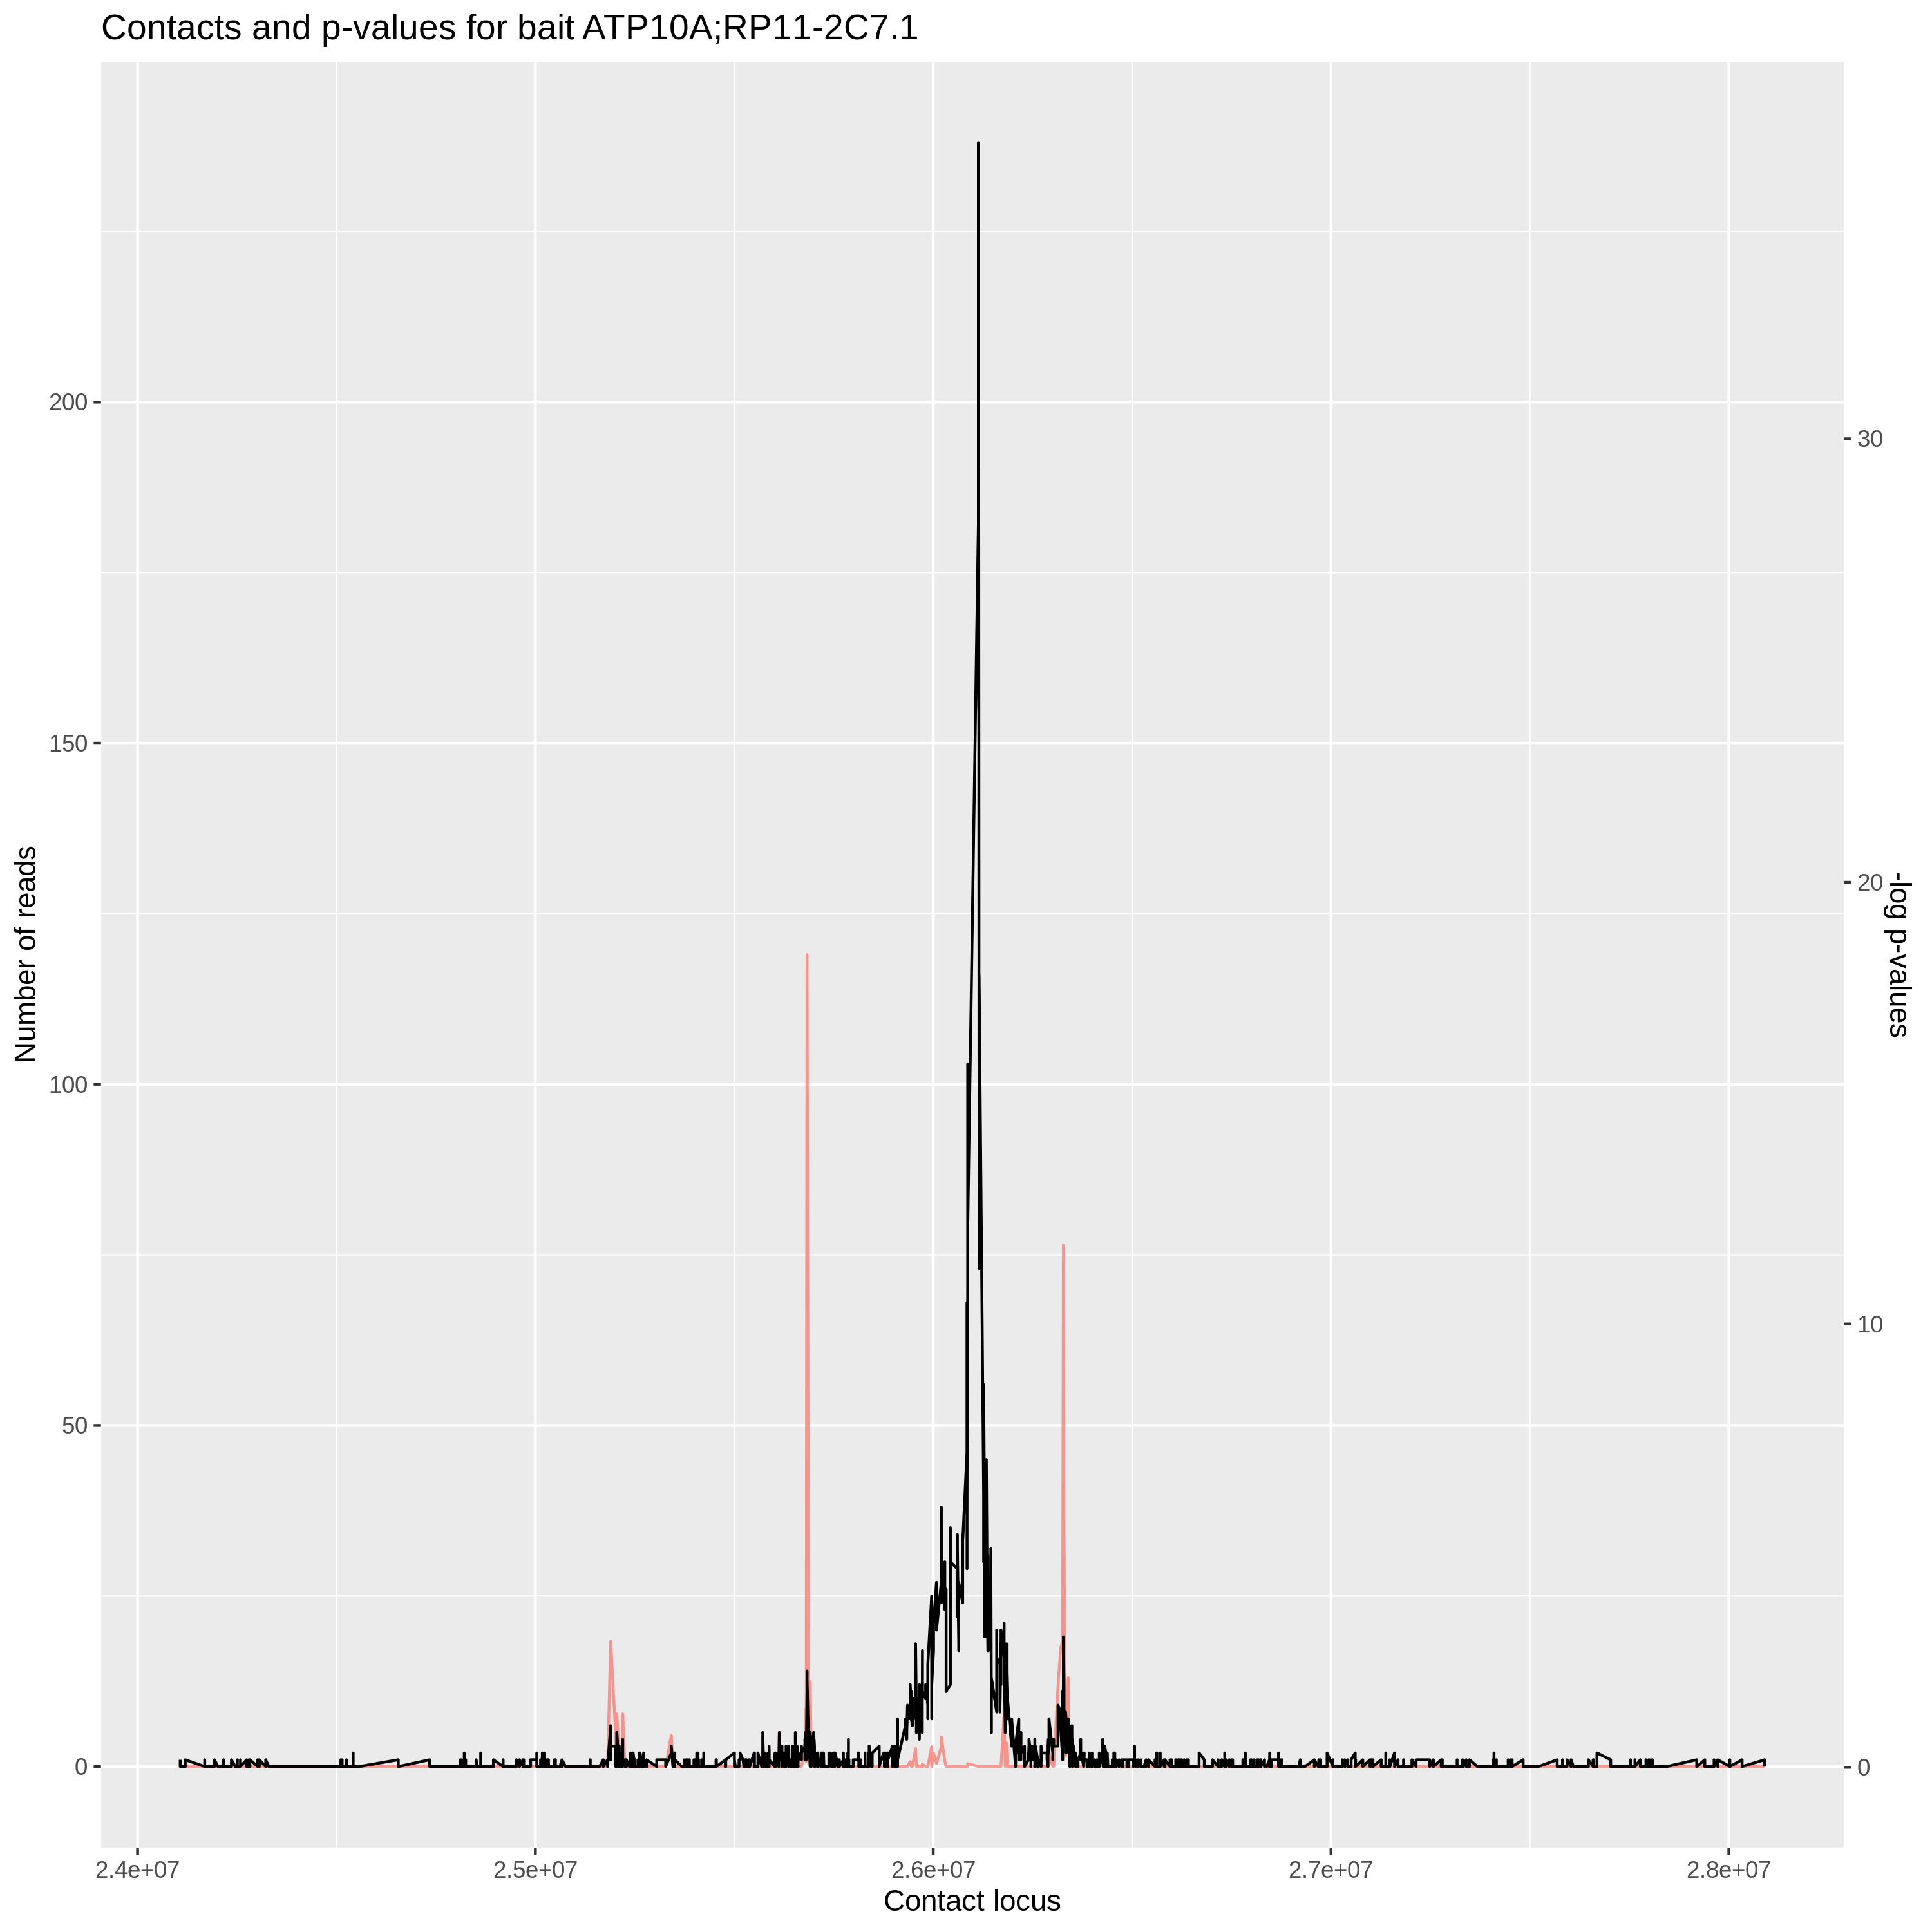 Contacts and p-values for bait ATP10A;RP11-2C7.1
200
150
100
50
0
Number of reads
30
20
10
0
-log p-values
2.4e+07
2.5e+07
2.6e+07
2.7e+07
2.8e+07
Contact locus